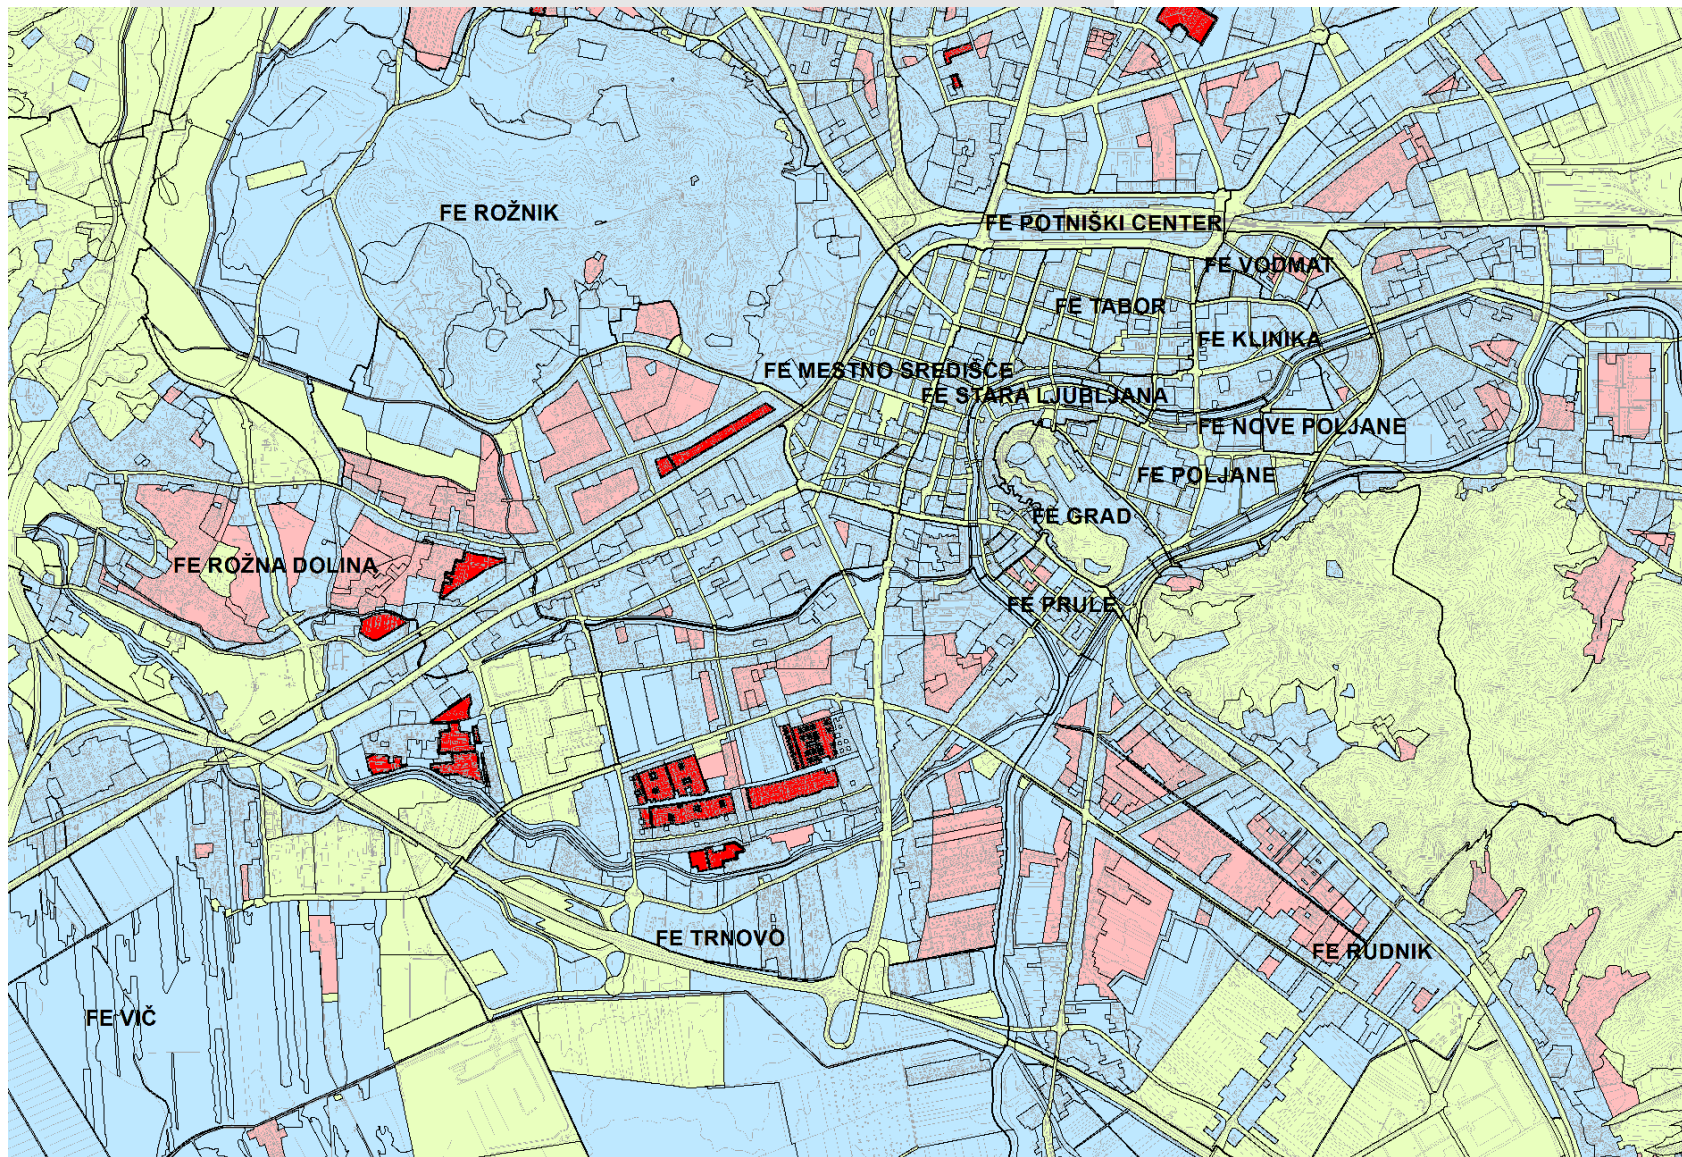 FE ROŽNIK
FE POTNIŠKI CENTER
FE VODMAT
FE TABOR
FE KLINIKA
FE MESTNO SREDIŠČE
FE STARA LJUBLJANA
FE NOVE POLJANE
FE POLJANE
FE GRAD
FE ROŽNA DOLINA
FE PRULE
FE TRNOVO
FE RUDNIK
FE VIČ